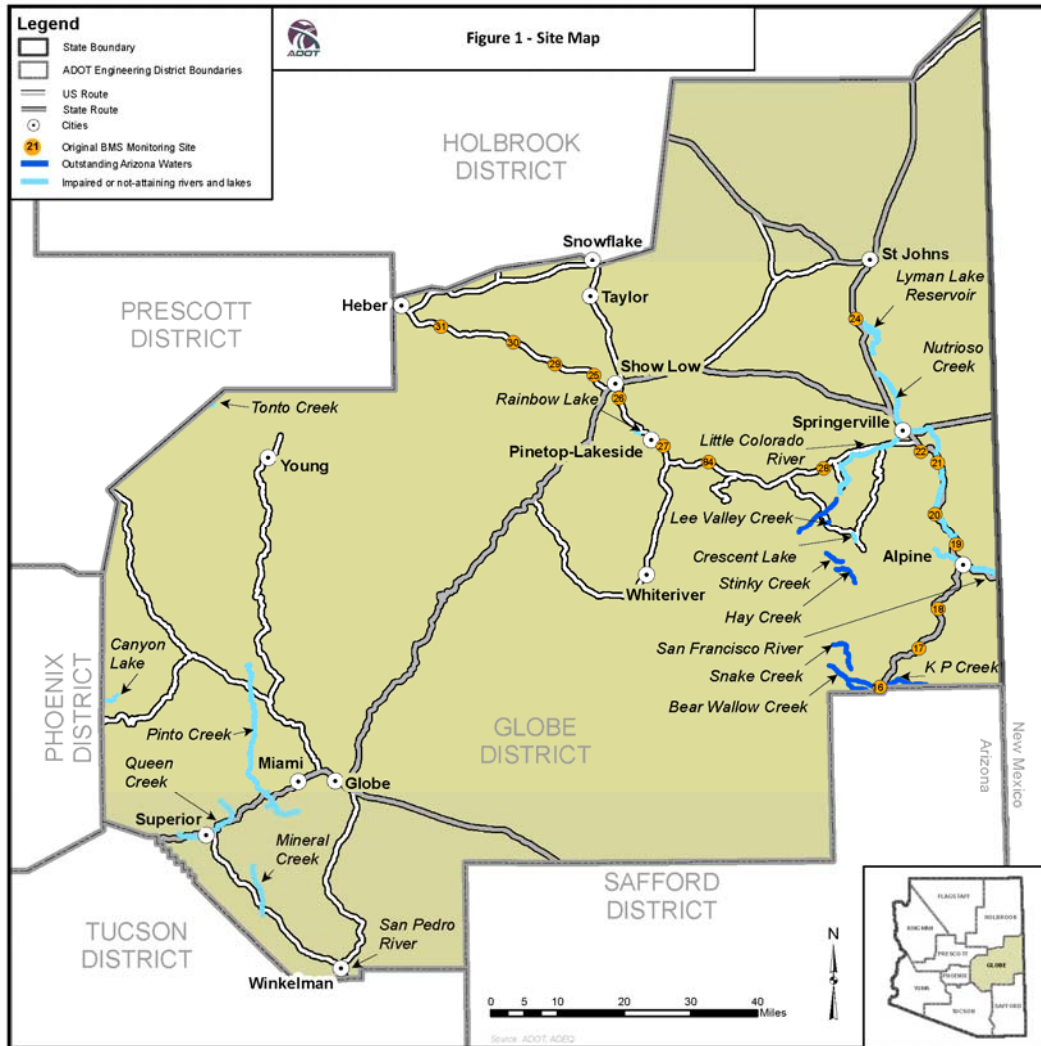 Legend
State Boundary
ADOT Engineering District Boundaries
US Route
State Route
Cities
21
Original BMS Monitoring Site
Outstanding Arizona Waters
Impaired or not-attaining rivers and lakes
ADOT
Figure 1 - Site Map
HOLBROOK
DISTRICT
Snowflake
St Johns
Lyman Lake
Reservoir
PRESCOTT
DISTRICT
Heber
Taylor
24
31
30
29
25
Show Low
26
Nutrioso
Creek
Tonto Creek
Rainbow Lake
Springerville
Young
Pinetop-Lakeside
27
Little Colorado
River
22
21
94
28
Lee Valley Creek
20
Crescent Lake
19
Alpine
Stinky Creek
Whiteriver
Hay Creek
18
San Francisco River
17
Canyon
Lake
Snake Creek
K P Creek
16
Bear Wallow Creek
PHOENIX
DISTRICT
Pinto Creek
GLOBE
DISTRICT
New Mexico
Arizona
Queen
Creek
Miami
Globe
Superior
Mineral
Creek
SAFFORD
DISTRICT
TUCSON
DISTRICT
San Pedro
River
Winkelman
N
0 5 10 20 30 40
Miles
Source: ADOT, ADEQ
FLAGSTAFF
HOLBROOK
KINGMAN
PRESCOTT
GLOBE
PHOENIX
YUMA
SAFFORD
TUCSON